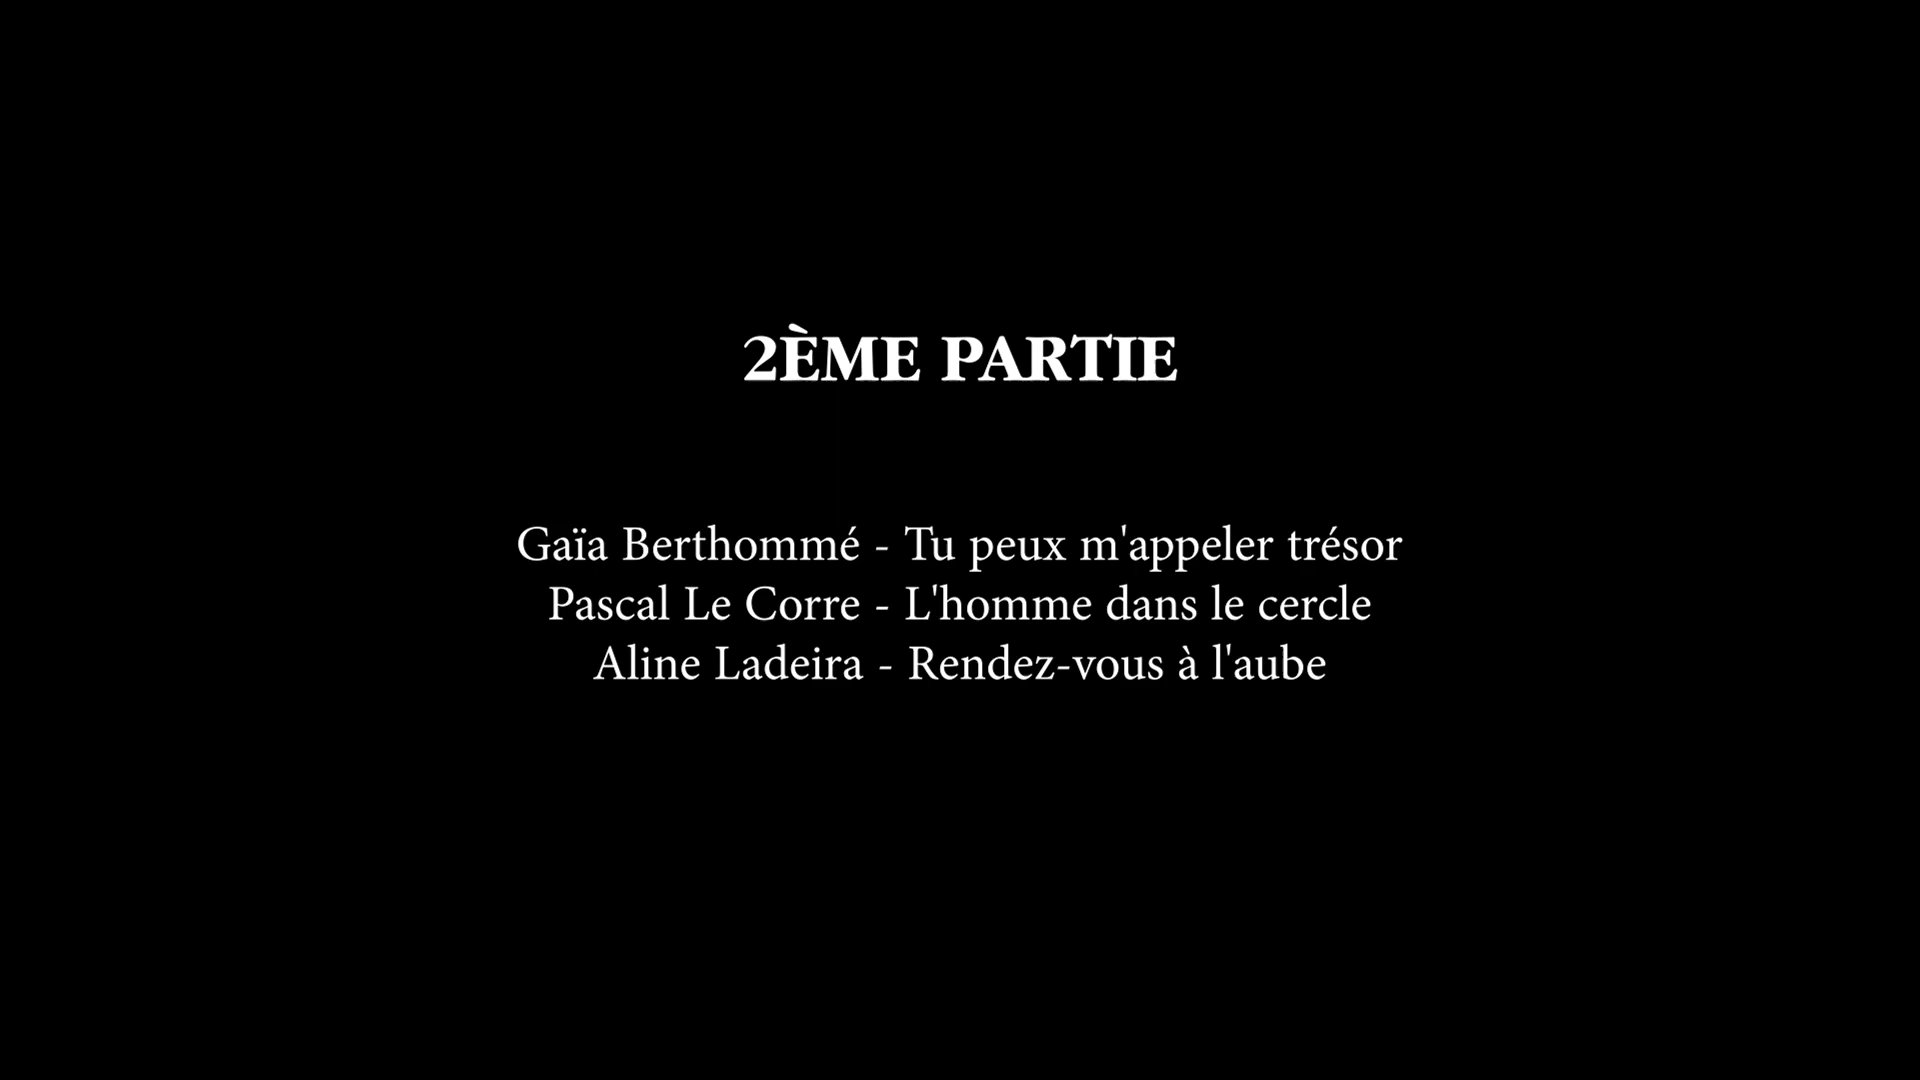 2ÈME PARTIE
Gaïa Berthommé - Tu peux m'appeler trésor
Pascal Le Corre - L'homme dans le cercle
Aline Ladeira - Rendez-vous à l'aube